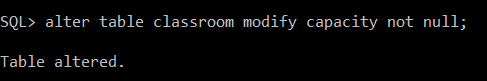 SQL> alter table classroom modify capacity not null;
Table altered.